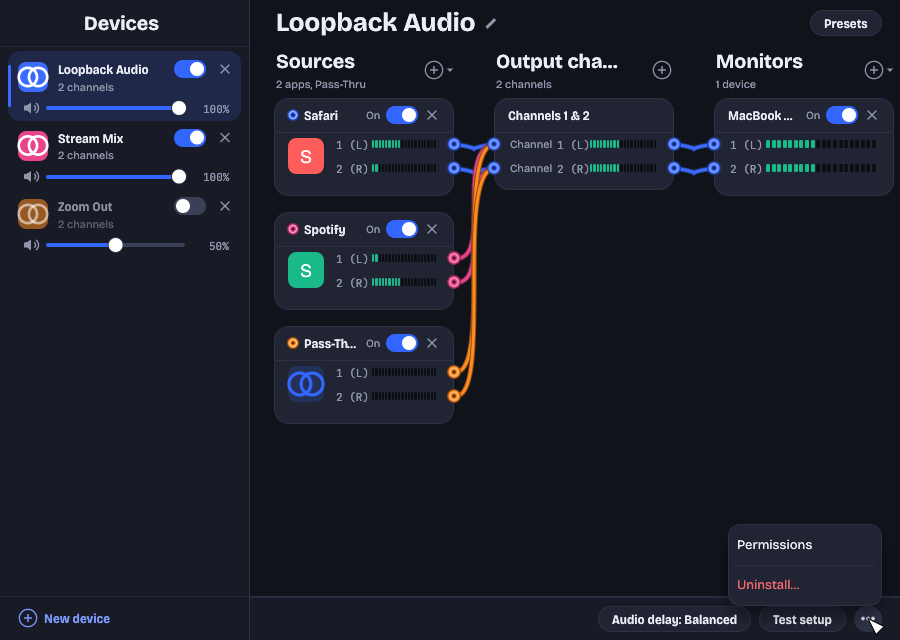 Devices
Loopback Audio
2 channels
100%
Stream Mix
2 channels
100%
Zoom Out
2 channels
50%
New device
Loopback Audio
Presets
Sources
2 apps, Pass-Thru
Output cha...
2 channels
Monitors
1 device
Safari On
S
1 (L)
2 (R)
Spotify On
S
1 (L)
2 (R)
Pass-Th... On
1 (L)
2 (R)
Channels 1 & 2
Channel 1 (L)
Channel 2 (R)
MacBook ... On
1 (L)
2 (R)
Permissions
Uninstall...
Audio delay: Balanced
Test setup